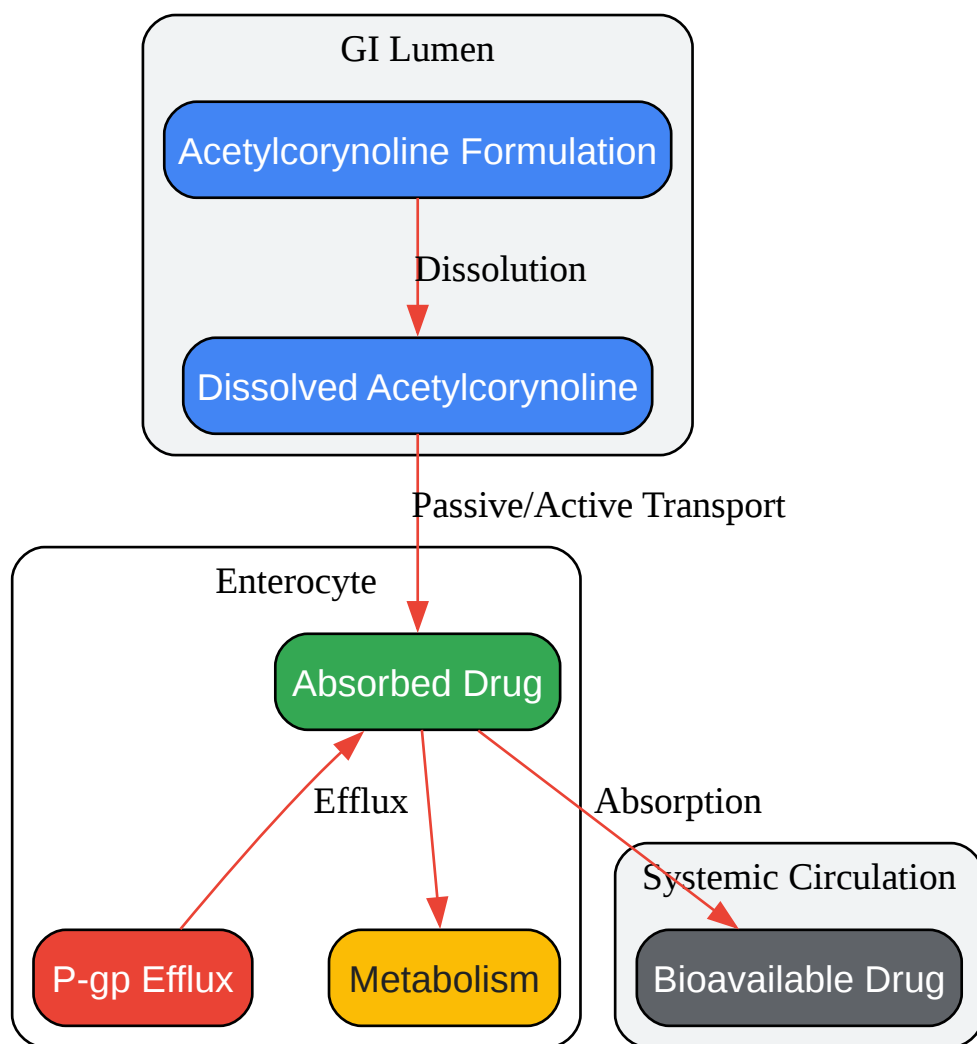 GI Lumen
Acetylcorynoline Formulation
Dissolution
Dissolved Acetylcorynoline
Passive/Active Transport
Enterocyte
Absorbed Drug
Efflux
Absorption
Systemic Circulation
P-gp Efflux
Metabolism
Bioavailable Drug